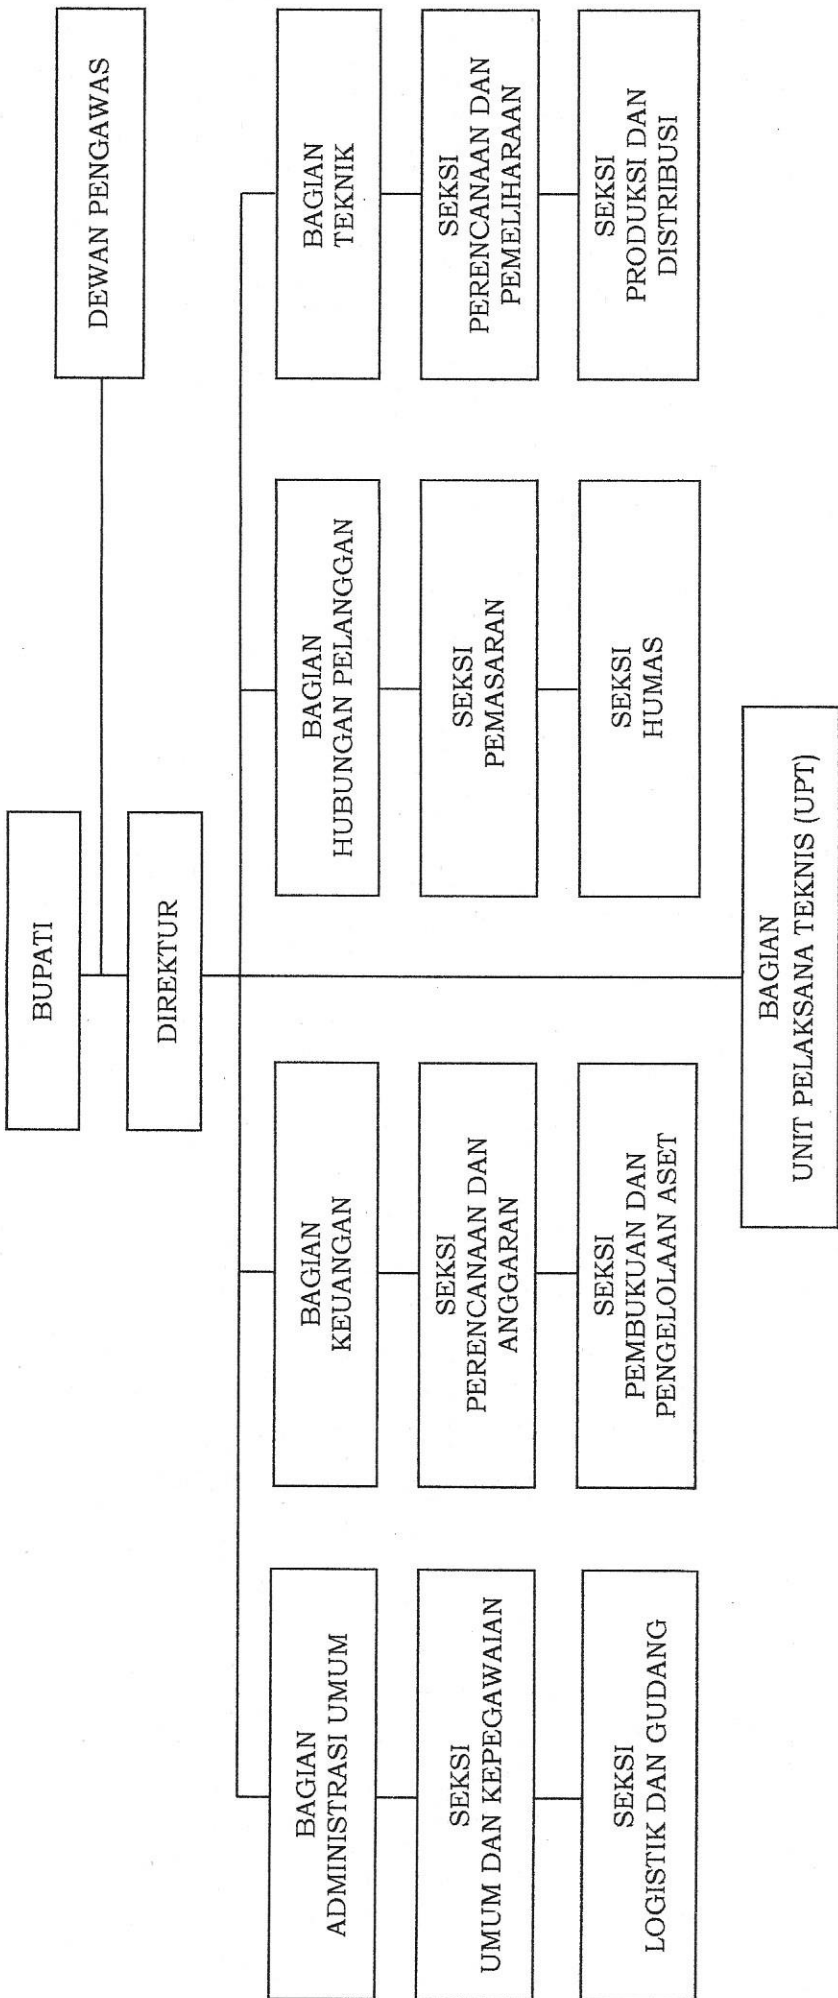 BUPATI
DEWAN PENGAWAS
DIREKTUR
BAGIAN
ADMINISTRASI UMUM
BAGIAN
KEUANGAN
BAGIAN
HUBUNGAN PELANGGAN
BAGIAN
TEKNIK
SEKSI
UMUM DAN KEPEGAWAIAN
SEKSI
PERENCANAAN DAN
ANGGARAN
SEKSI
PEMASARAN
SEKSI
PERENCANAAN DAN
PEMELIHARAAN
SEKSI
LOGISTIK DAN GUDANG
SEKSI
PEMBUKUAN DAN
PENGELOLAAN ASET
SEKSI
HUMAS
SEKSI
PRODUKSI DAN
DISTRIBUSI
BAGIAN
UNIT PELAKSANA TEKNIS (UPT)